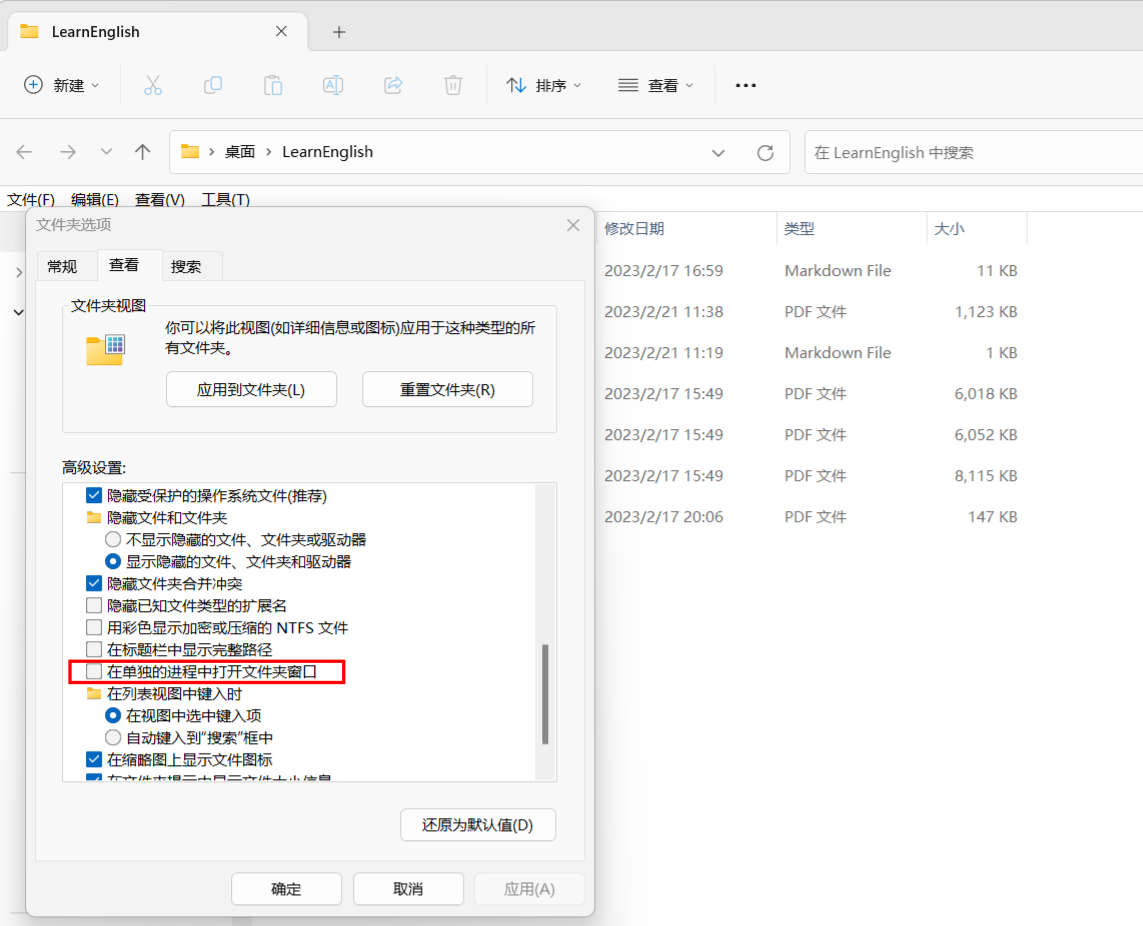 LearnEnglish
新建
排序
查看
桌面 LearnEnglish
在 LearnEnglish 中搜索
文件(F) 编辑(E) 查看(V) 工具(T)
文件夹选项
常规 查看 搜索
文件夹视图
你可以将此视图(如详细信息或图标)应用于这种类型的所
有文件夹。
应用到文件夹(L) 重置文件夹(R)
高级设置:
隐藏受保护的操作系统文件(推荐)
隐藏文件和文件夹
不显示隐藏的文件、文件夹或驱动器
显示隐藏的文件、文件夹和驱动器
隐藏文件夹合并冲突
隐藏已知文件类型的扩展名
用彩色显示加密或压缩的 NTFS 文件
在标题栏中显示完整路径
在单独的进程中打开文件夹窗口
在列表视图中键入时
在视图中选中键入项
自动键入到"搜索"框中
在缩略图上显示文件图标
在文件夹提示中显示文件大小信息
还原为默认值(D)
确定 取消 应用(A)
修改日期 类型 大小
2023/2/17 16:59 Markdown File 11 KB
2023/2/21 11:38 PDF 文件 1,123 KB
2023/2/21 11:19 Markdown File 1 KB
2023/2/17 15:49 PDF 文件 6,018 KB
2023/2/17 15:49 PDF 文件 6,052 KB
2023/2/17 15:49 PDF 文件 8,115 KB
2023/2/17 20:06 PDF 文件 147 KB